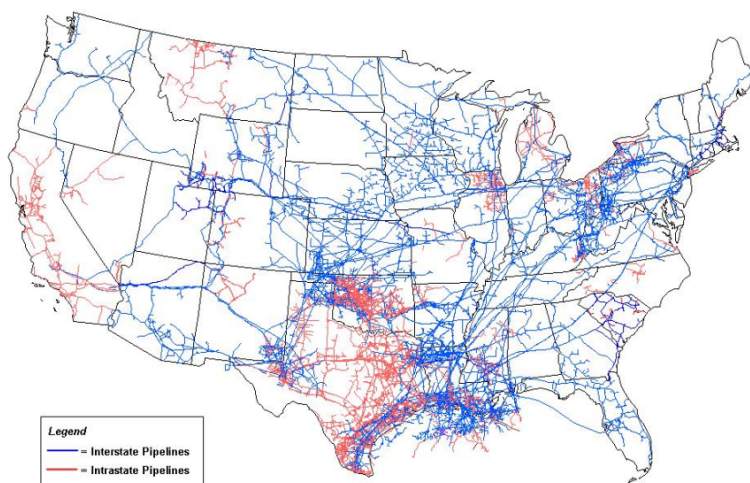 Legend
= Interstate Pipelines
= Intrastate Pipelines